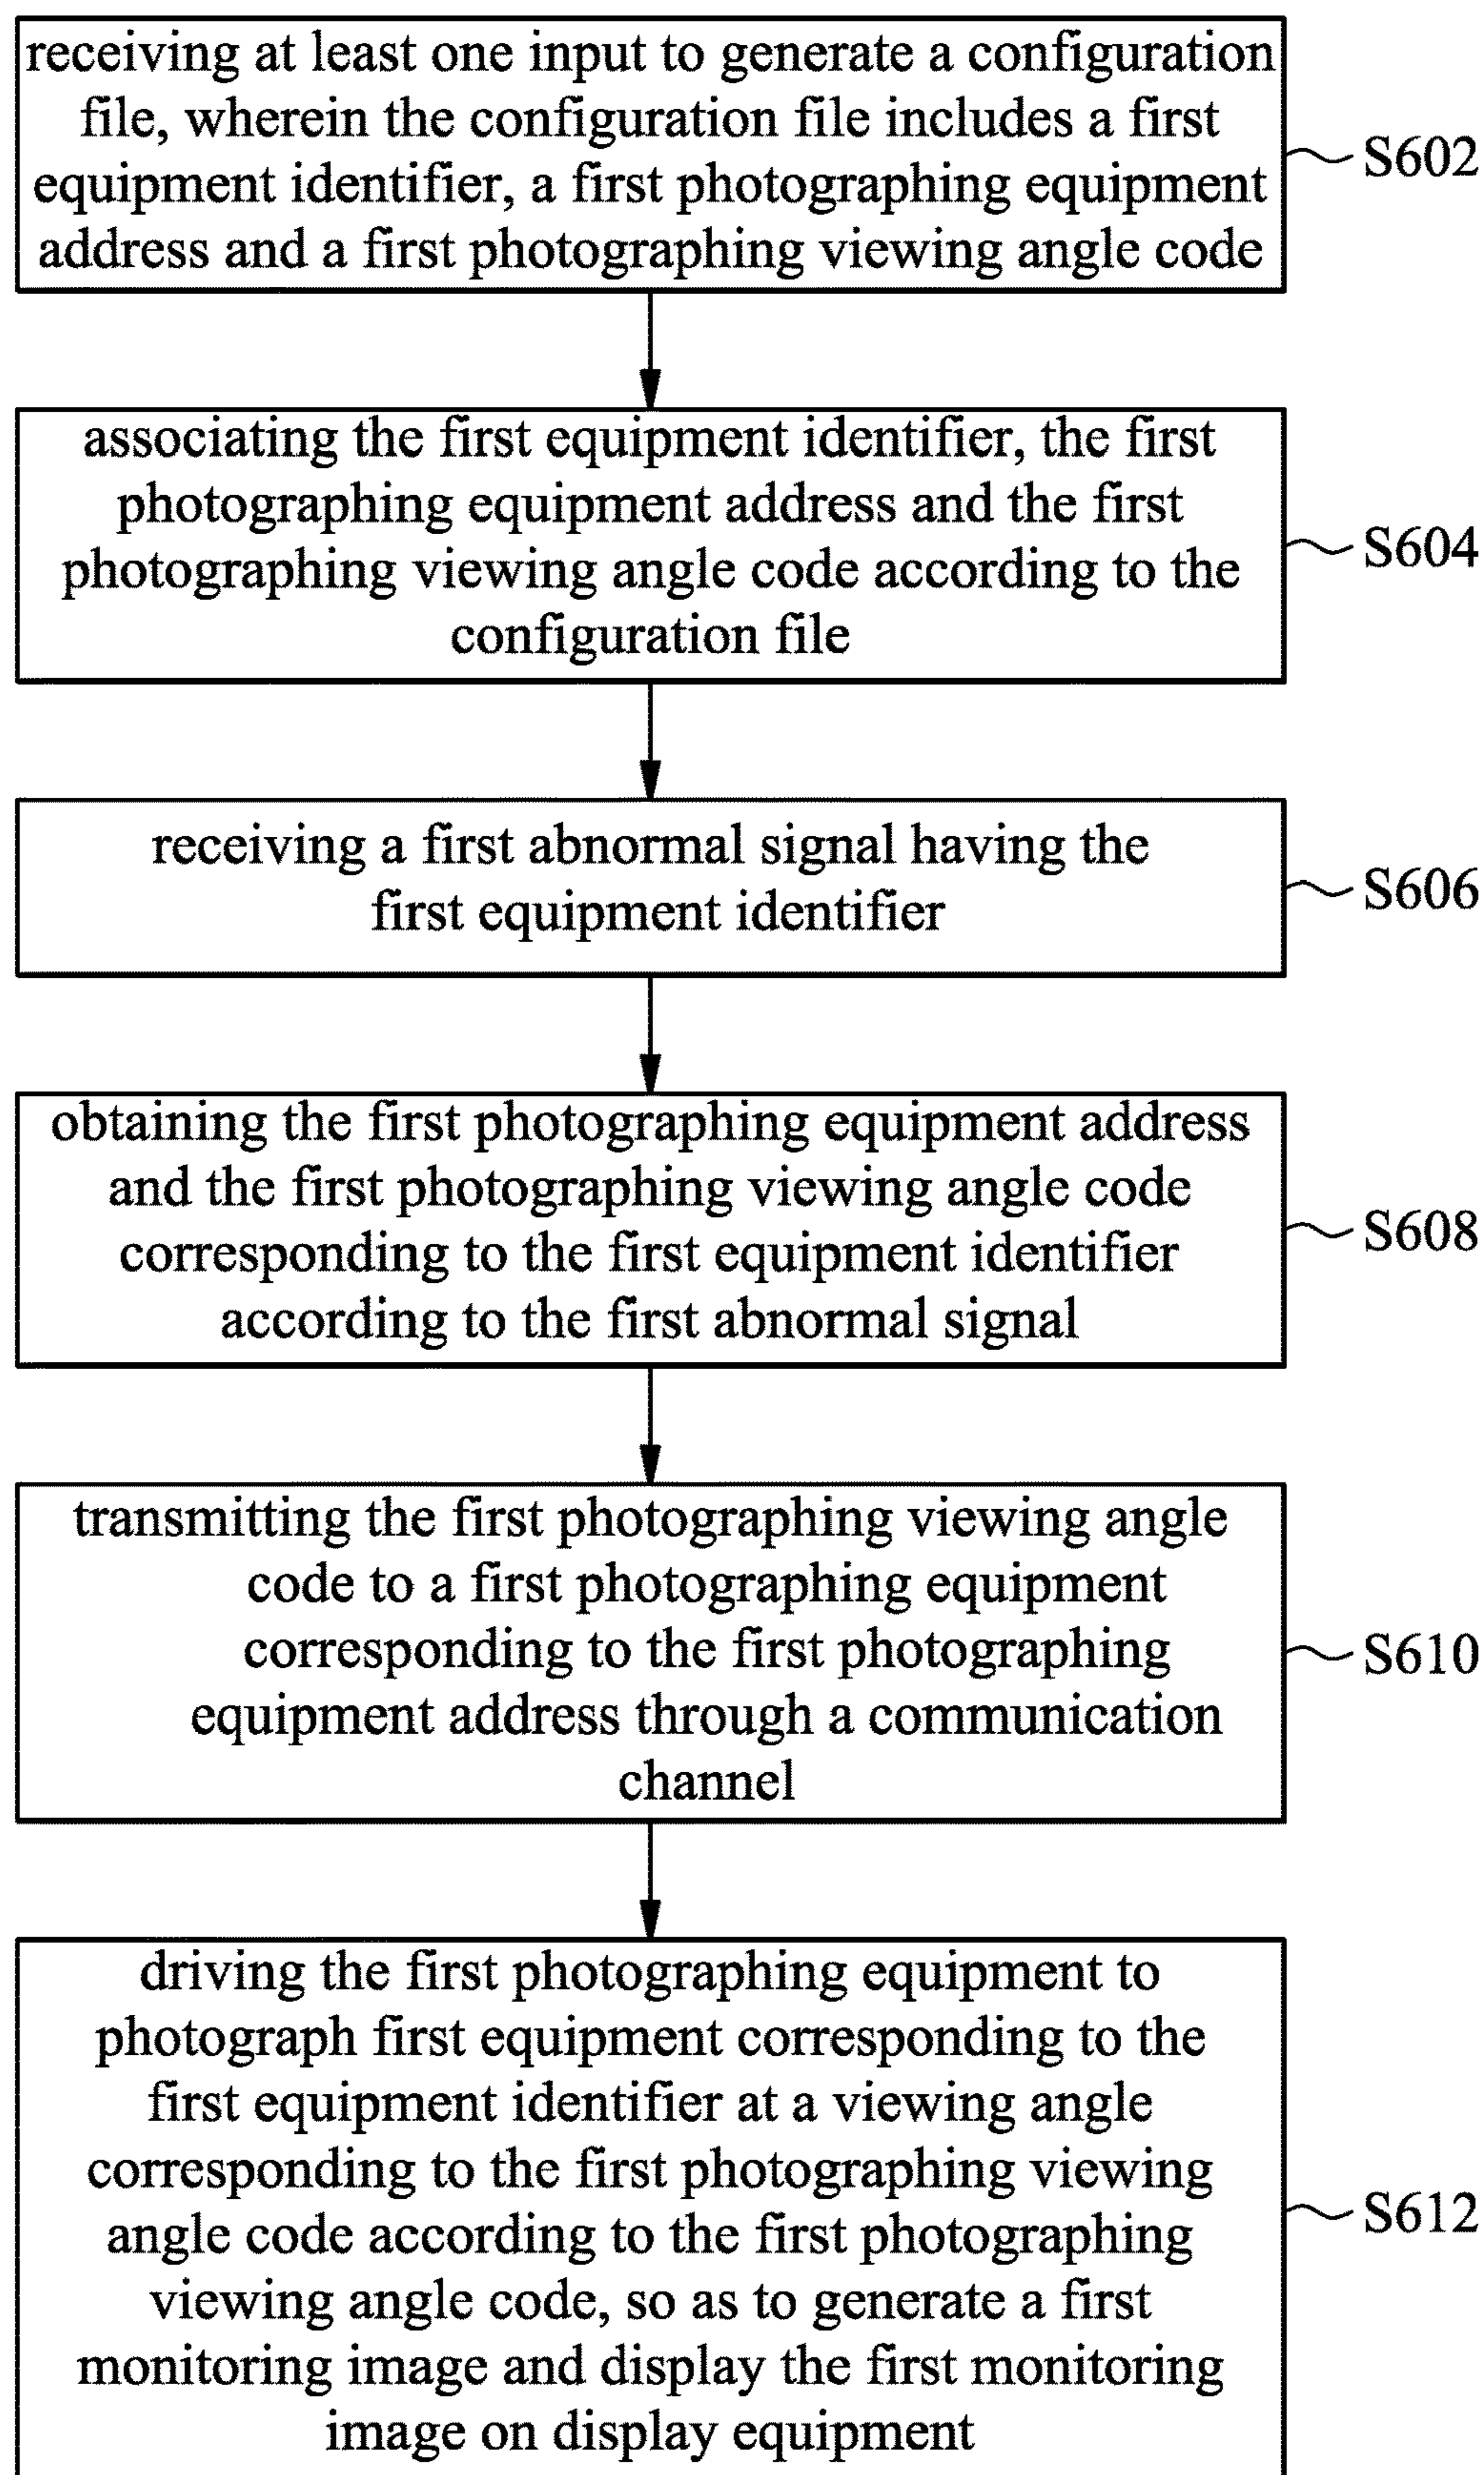 receiving at least one input to generate a configuration
file, wherein the configuration file includes a first
equipment identifier, a first photographing equipment
address and a first photographing viewing angle code
S602
associating the first equipment identifier, the first
photographing equipment address and the first
photographing viewing angle code according to the
configuration file
S604
receiving a first abnormal signal having the
first equipment identifier
S606
obtaining the first photographing equipment address
and the first photographing viewing angle code
corresponding to the first equipment identifier
according to the first abnormal signal
S608
transmitting the first photographing viewing angle
code to a first photographing equipment
corresponding to the first photographing
equipment address through a communication
channel
S610
driving the first photographing equipment to
photograph first equipment corresponding to the
first equipment identifier at a viewing angle
corresponding to the first photographing viewing
angle code according to the first photographing
viewing angle code, so as to generate a first
monitoring image and display the first monitoring
image on display equipment
S612